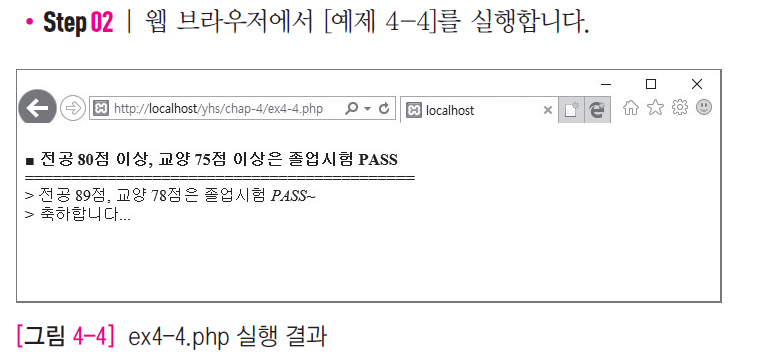 • Step 02 | 웹 브라우저에서 [예제 4-4]를 실행합니다.
http://localhost/yhs/chap-4/ex4-4.php
localhost
■ 전공 80점 이상, 교양 75점 이상은 졸업시험 PASS
============================================
> 전공 89점, 교양 78점은 졸업시험 PASS~
> 축하합니다...
[그림 4-4] ex4-4.php 실행 결과